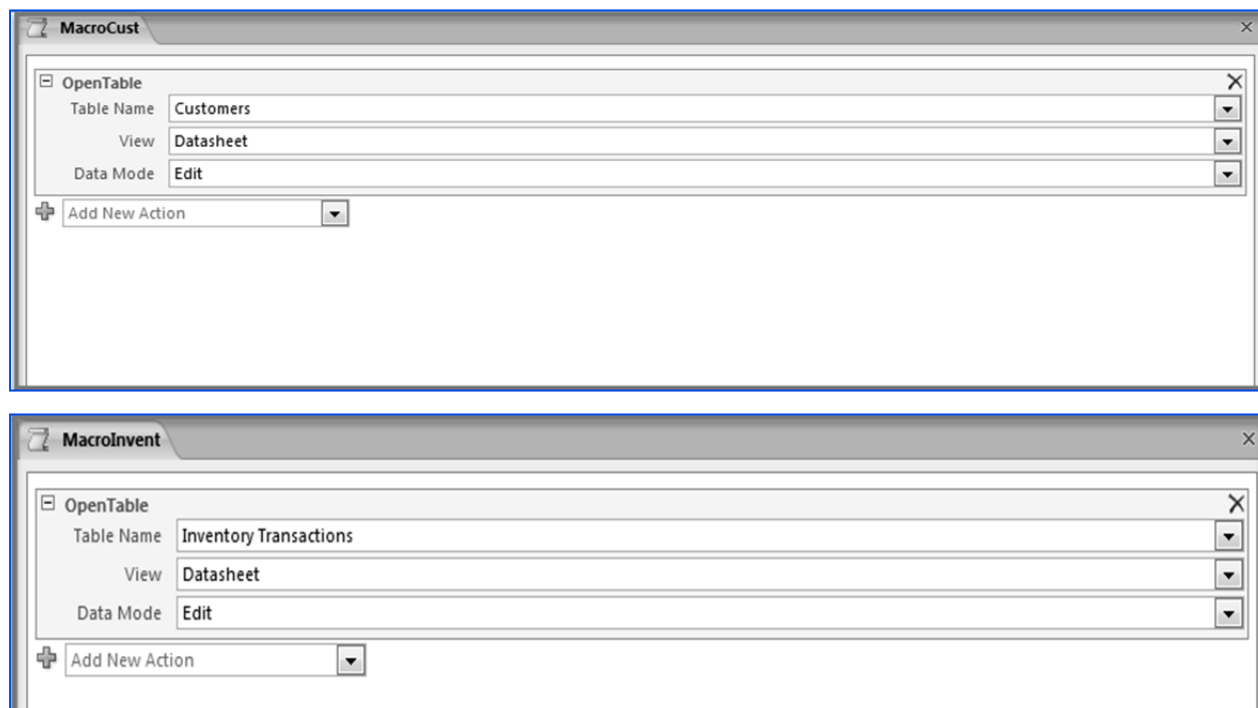 MacroCust
OpenTable
Table Name Customers
View Datasheet
Data Mode Edit
Add New Action
MacroInvent
OpenTable
Table Name Inventory Transactions
View Datasheet
Data Mode Edit
Add New Action